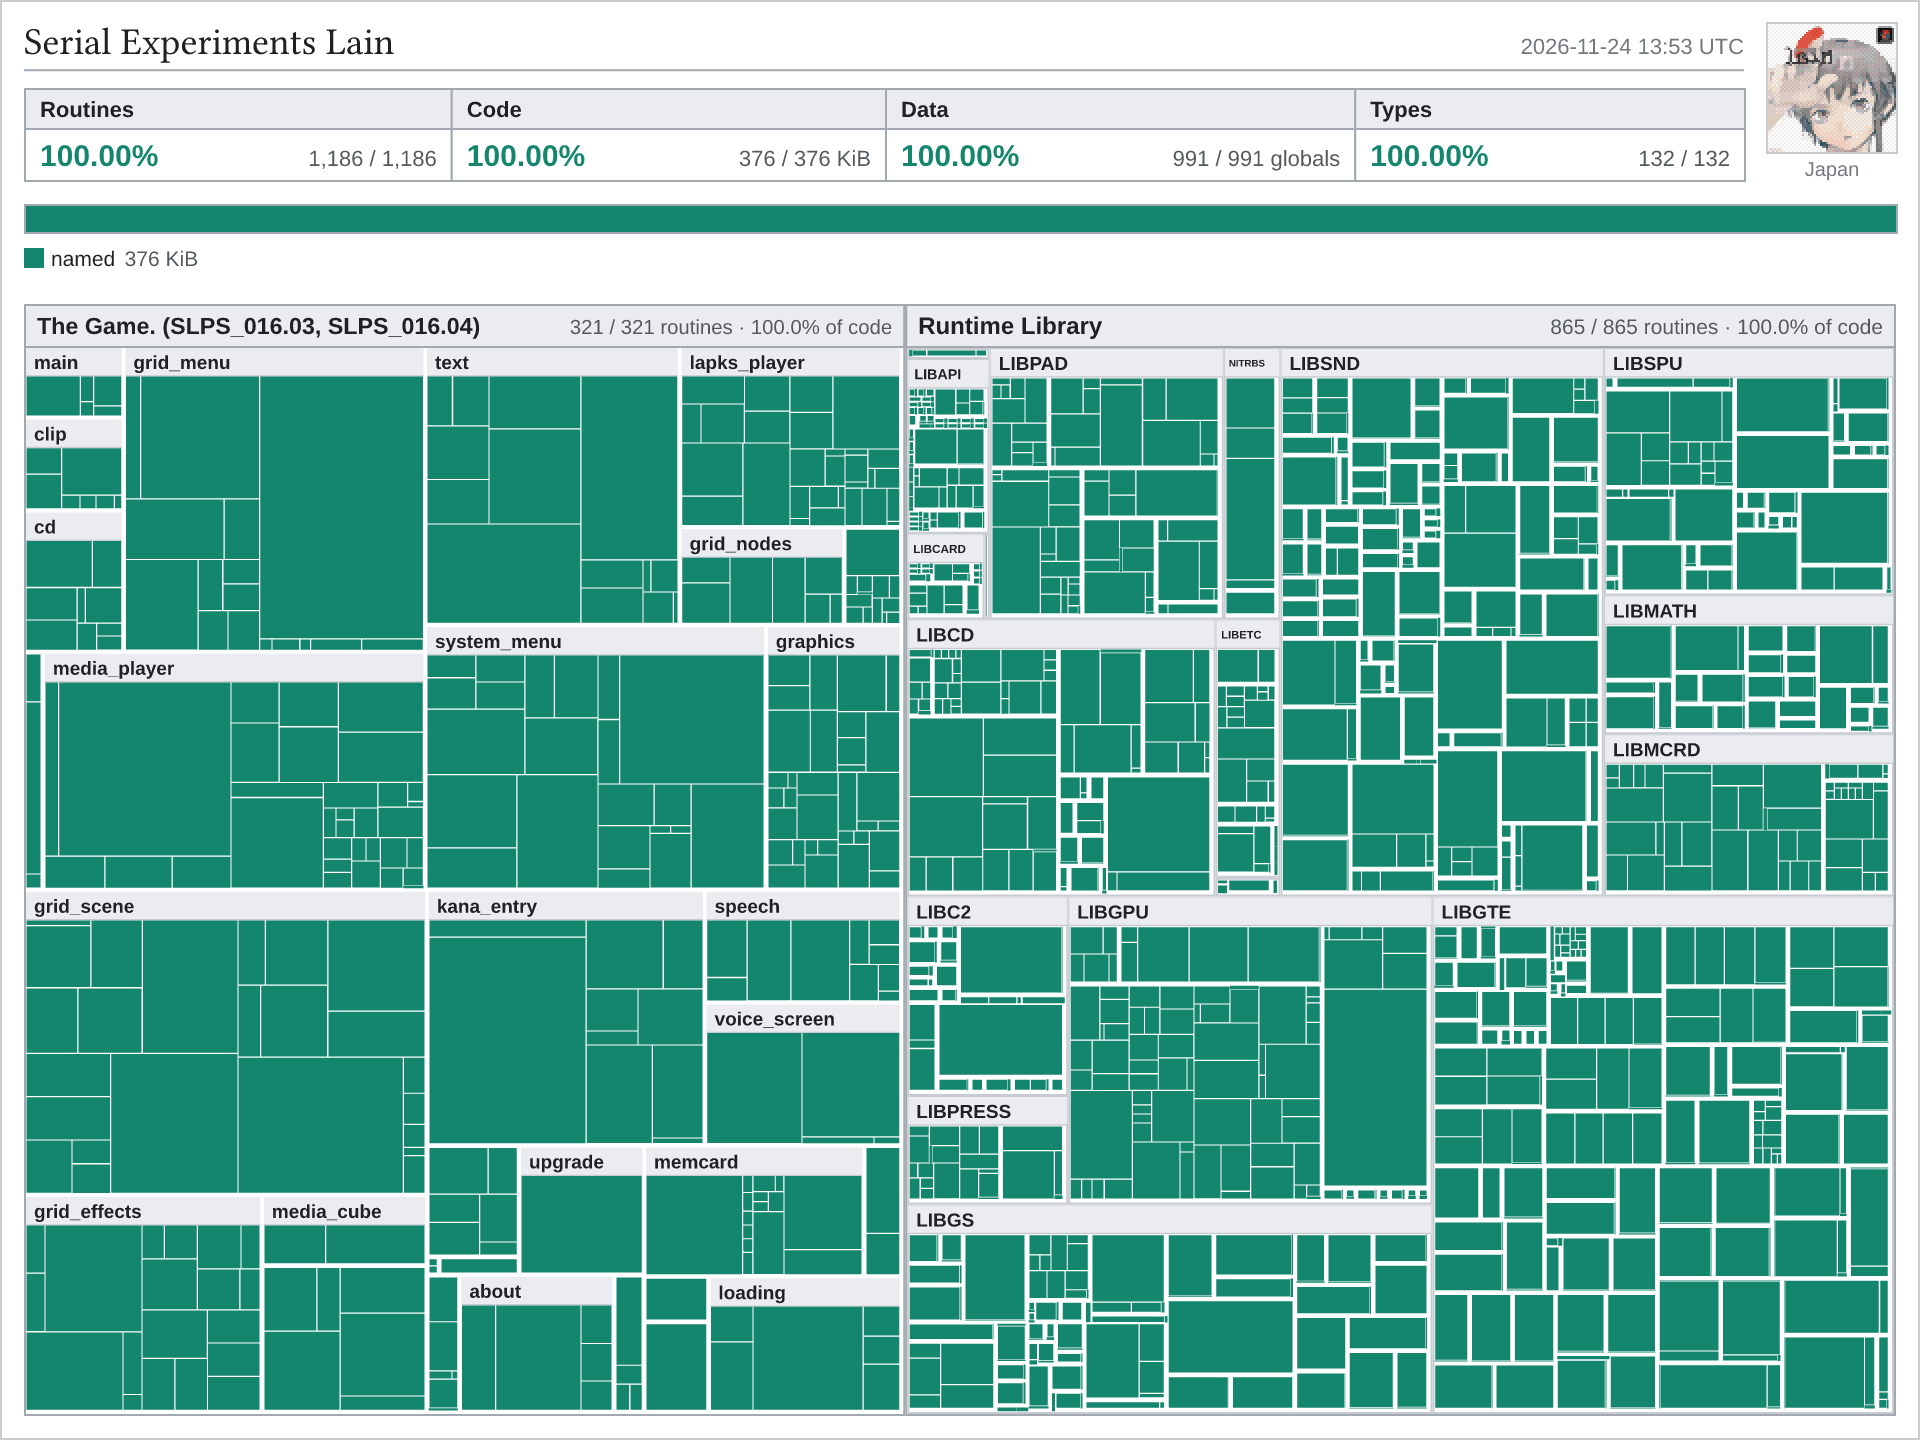 Serial Experiments Lain
2026-11-24 13:53 UTC
lain
Japan
Routines
Code
Data
Types
100.00% 1,186 / 1,186
100.00% 376 / 376 KiB
100.00% 991 / 991 globals
100.00% 132 / 132
named 376 KiB
The Game. (SLPS_016.03, SLPS_016.04) 321 / 321 routines · 100.0% of code
main
grid_menu
text
lapks_player
clip
cd
grid_nodes
media_player
system_menu
graphics
grid_scene
kana_entry
speech
voice_screen
upgrade
memcard
grid_effects
media_cube
about
loading
Runtime Library 865 / 865 routines · 100.0% of code
LIBAPI
LIBPAD
NITRBS
LIBSND
LIBSPU
LIBCARD
LIBMATH
LIBCD
LIBETC
LIBMCRD
LIBC2
LIBGPU
LIBGTE
LIBPRESS
LIBGS